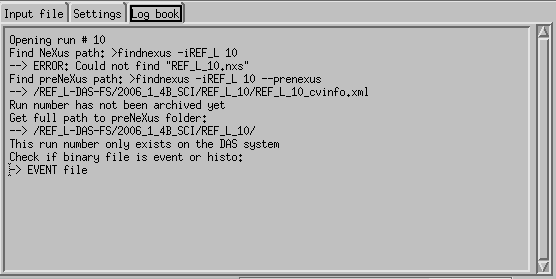 Input file Settings Log book
Opening run # 10
Find NeXus path: >findnexus -iREF_L 10
--> ERROR: Could not find "REF_L_10.nxs"
Find preNeXus path: >findnexus -iREF_L 10 --prenexus
--> /REF_L-DAS-FS/2006_1_4B_SCI/REF_L_10/REF_L_10_cvinfo.xml
Run number has not been archived yet
Get full path to preNeXus folder:
--> /REF_L-DAS-FS/2006_1_4B_SCI/REF_L_10/
This run number only exists on the DAS system
Check if binary file is event or histo:
--> EVENT file